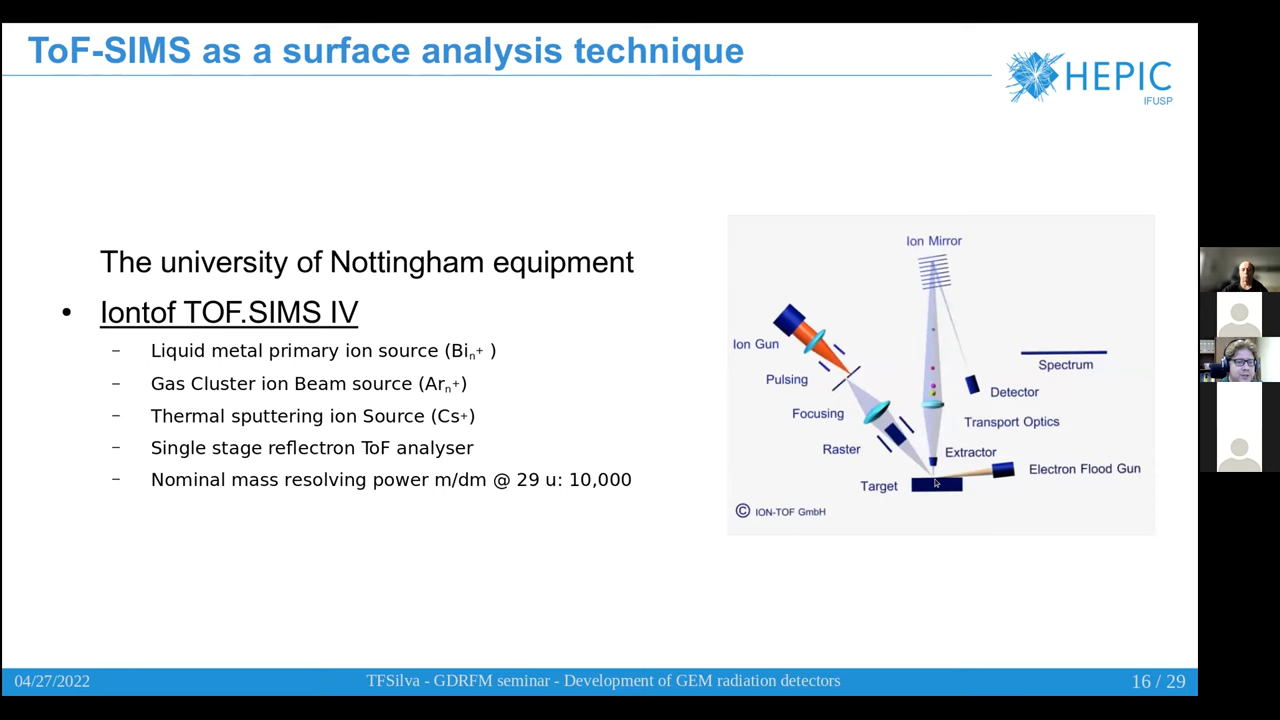 ToF-SIMS as a surface analysis technique
HEPIC
IFUSP
The university of Nottingham equipment
• Iontof TOF.SIMS IV
– Liquid metal primary ion source (Biₙ⁺ )
– Gas Cluster ion Beam source (Arₙ⁺)
– Thermal sputtering ion Source (Cs⁺)
– Single stage reflectron ToF analyser
– Nominal mass resolving power m/dm @ 29 u: 10,000
Ion Mirror
Ion Gun
Pulsing
Focusing
Raster
Target
Spectrum
Detector
Transport Optics
Extractor
Electron Flood Gun
© ION-TOF GmbH
04/27/2022
TFSilva - GDRFM seminar - Development of GEM radiation detectors
16 / 29